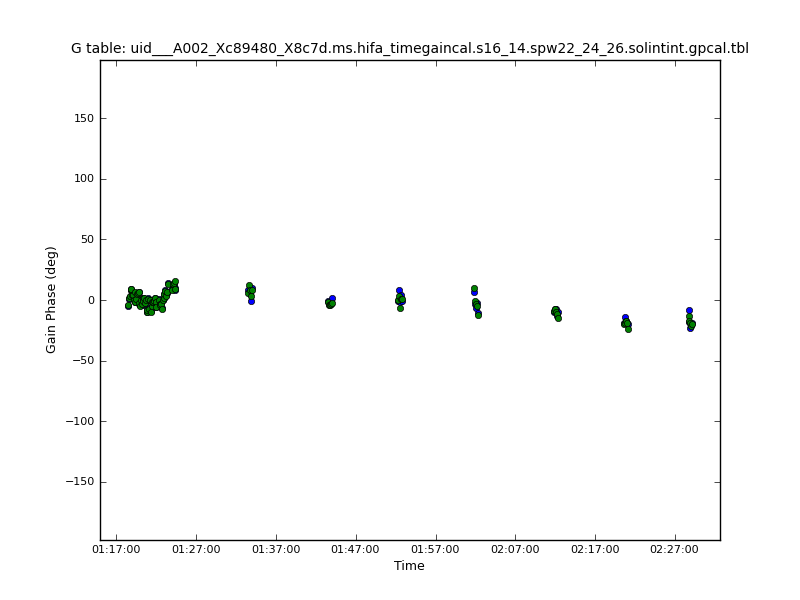 G table: uid___A002_Xc89480_X8c7d.ms.hifa_timegaincal.s16_14.spw22_24_26.solintint.gpcal.tbl
150
100
50
0
−50
−100
−150
Gain Phase (deg)
01:17:00 01:27:00 01:37:00 01:47:00 01:57:00 02:07:00 02:17:00 02:27:00
Time